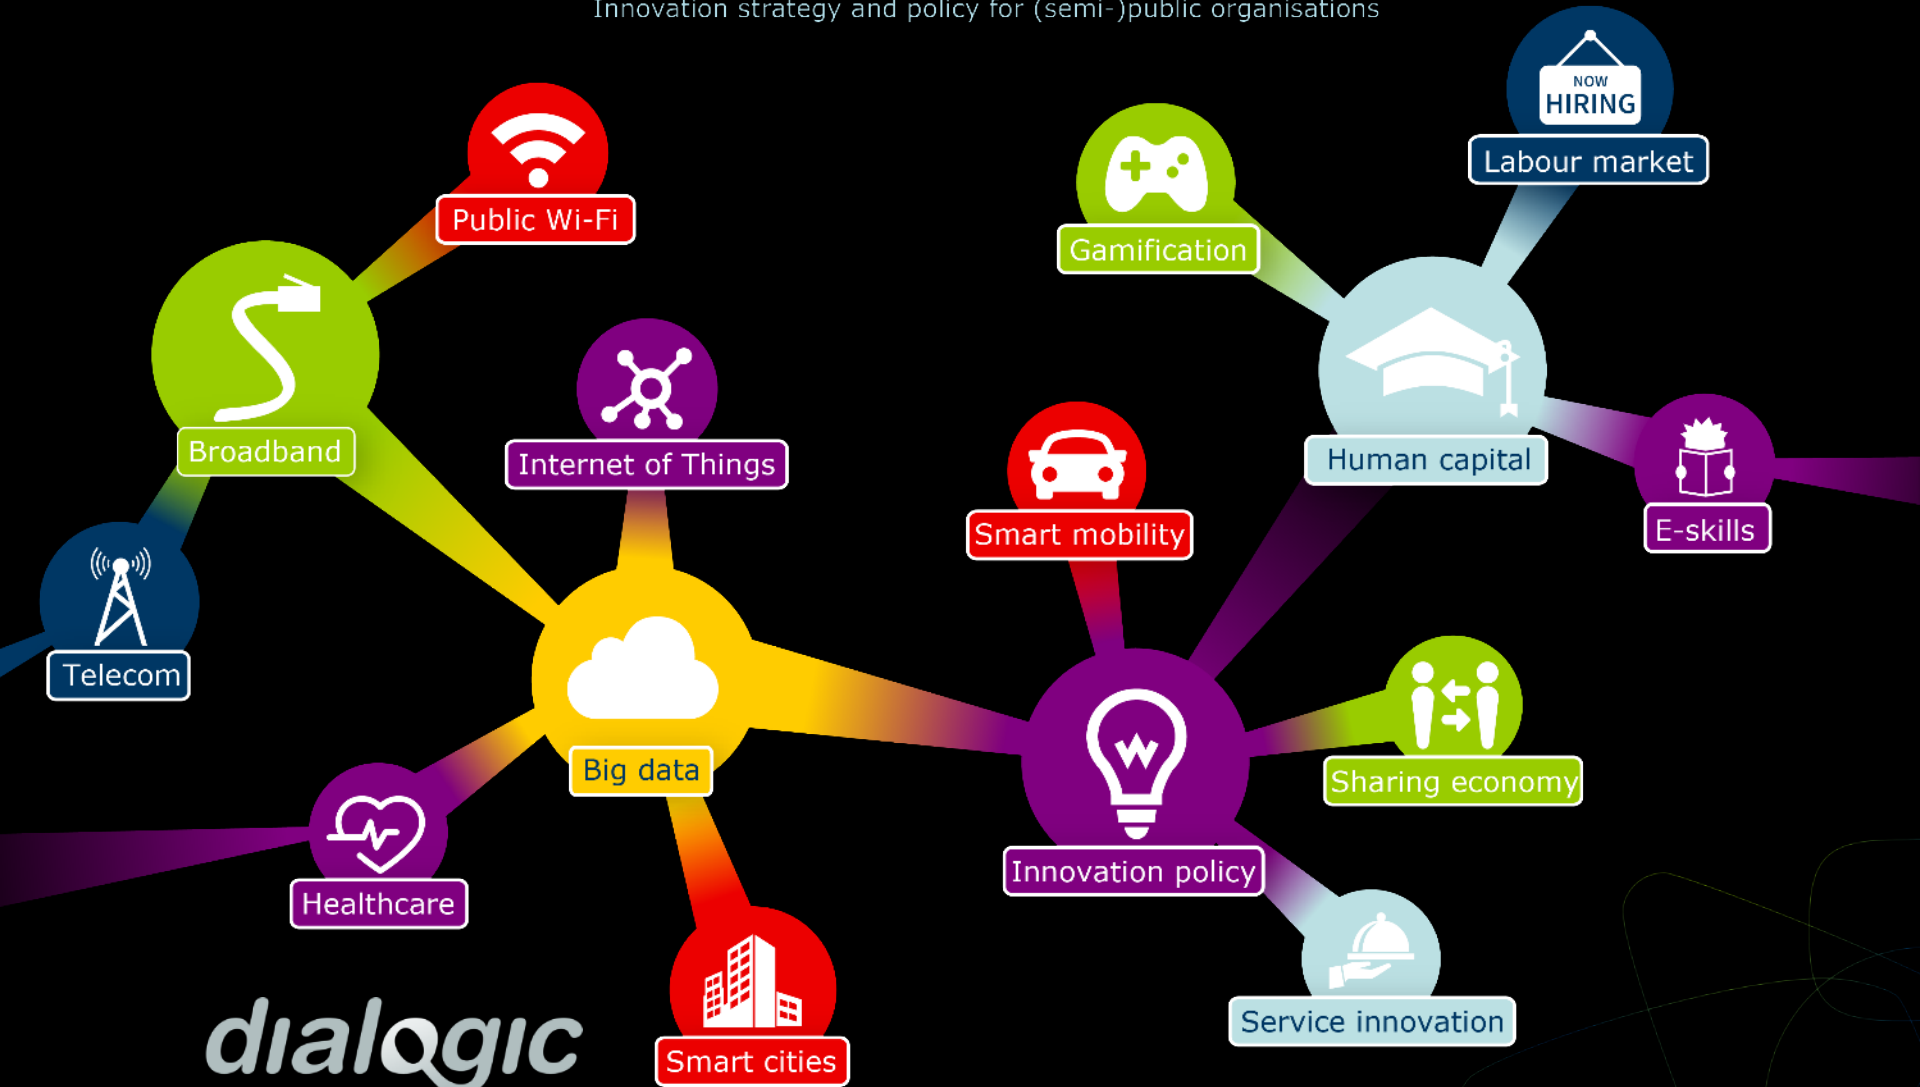 Innovation strategy and policy for (semi-)public organisations
NOW
HIRING
Labour market
Public Wi-Fi
Gamification
Broadband
Internet of Things
Human capital
Smart mobility
E-skills
Telecom
Big data
Sharing economy
Innovation policy
Healthcare
Service innovation
dialogic
Smart cities